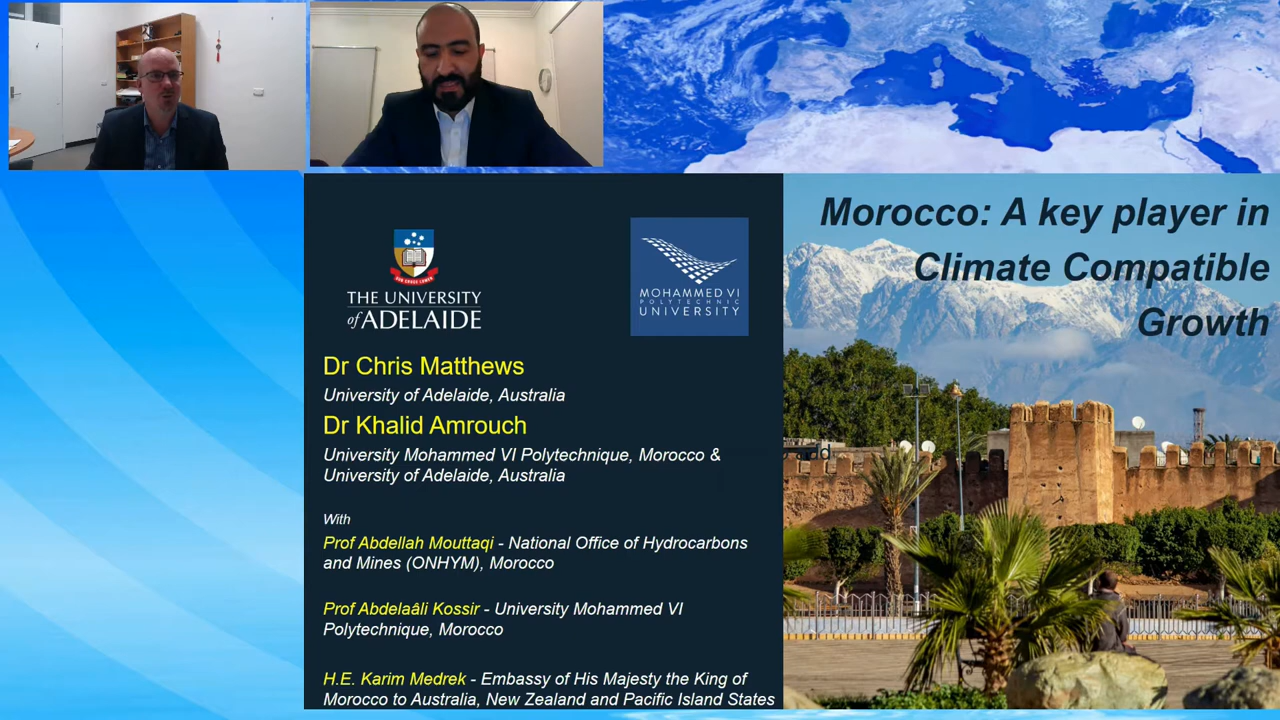 Morocco: A key player in
Climate Compatible
Growth
THE UNIVERSITY
of ADELAIDE
MOHAMMED VI
POLYTECHNIC
UNIVERSITY
Dr Chris Matthews
University of Adelaide, Australia
Dr Khalid Amrouch
University Mohammed VI Polytechnique, Morocco &
University of Adelaide, Australia
With
Prof Abdellah Mouttaqi - National Office of Hydrocarbons
and Mines (ONHYM), Morocco
Prof Abdelaâli Kossir - University Mohammed VI
Polytechnique, Morocco
H.E. Karim Medrek - Embassy of His Majesty the King of
Morocco to Australia, New Zealand and Pacific Island States